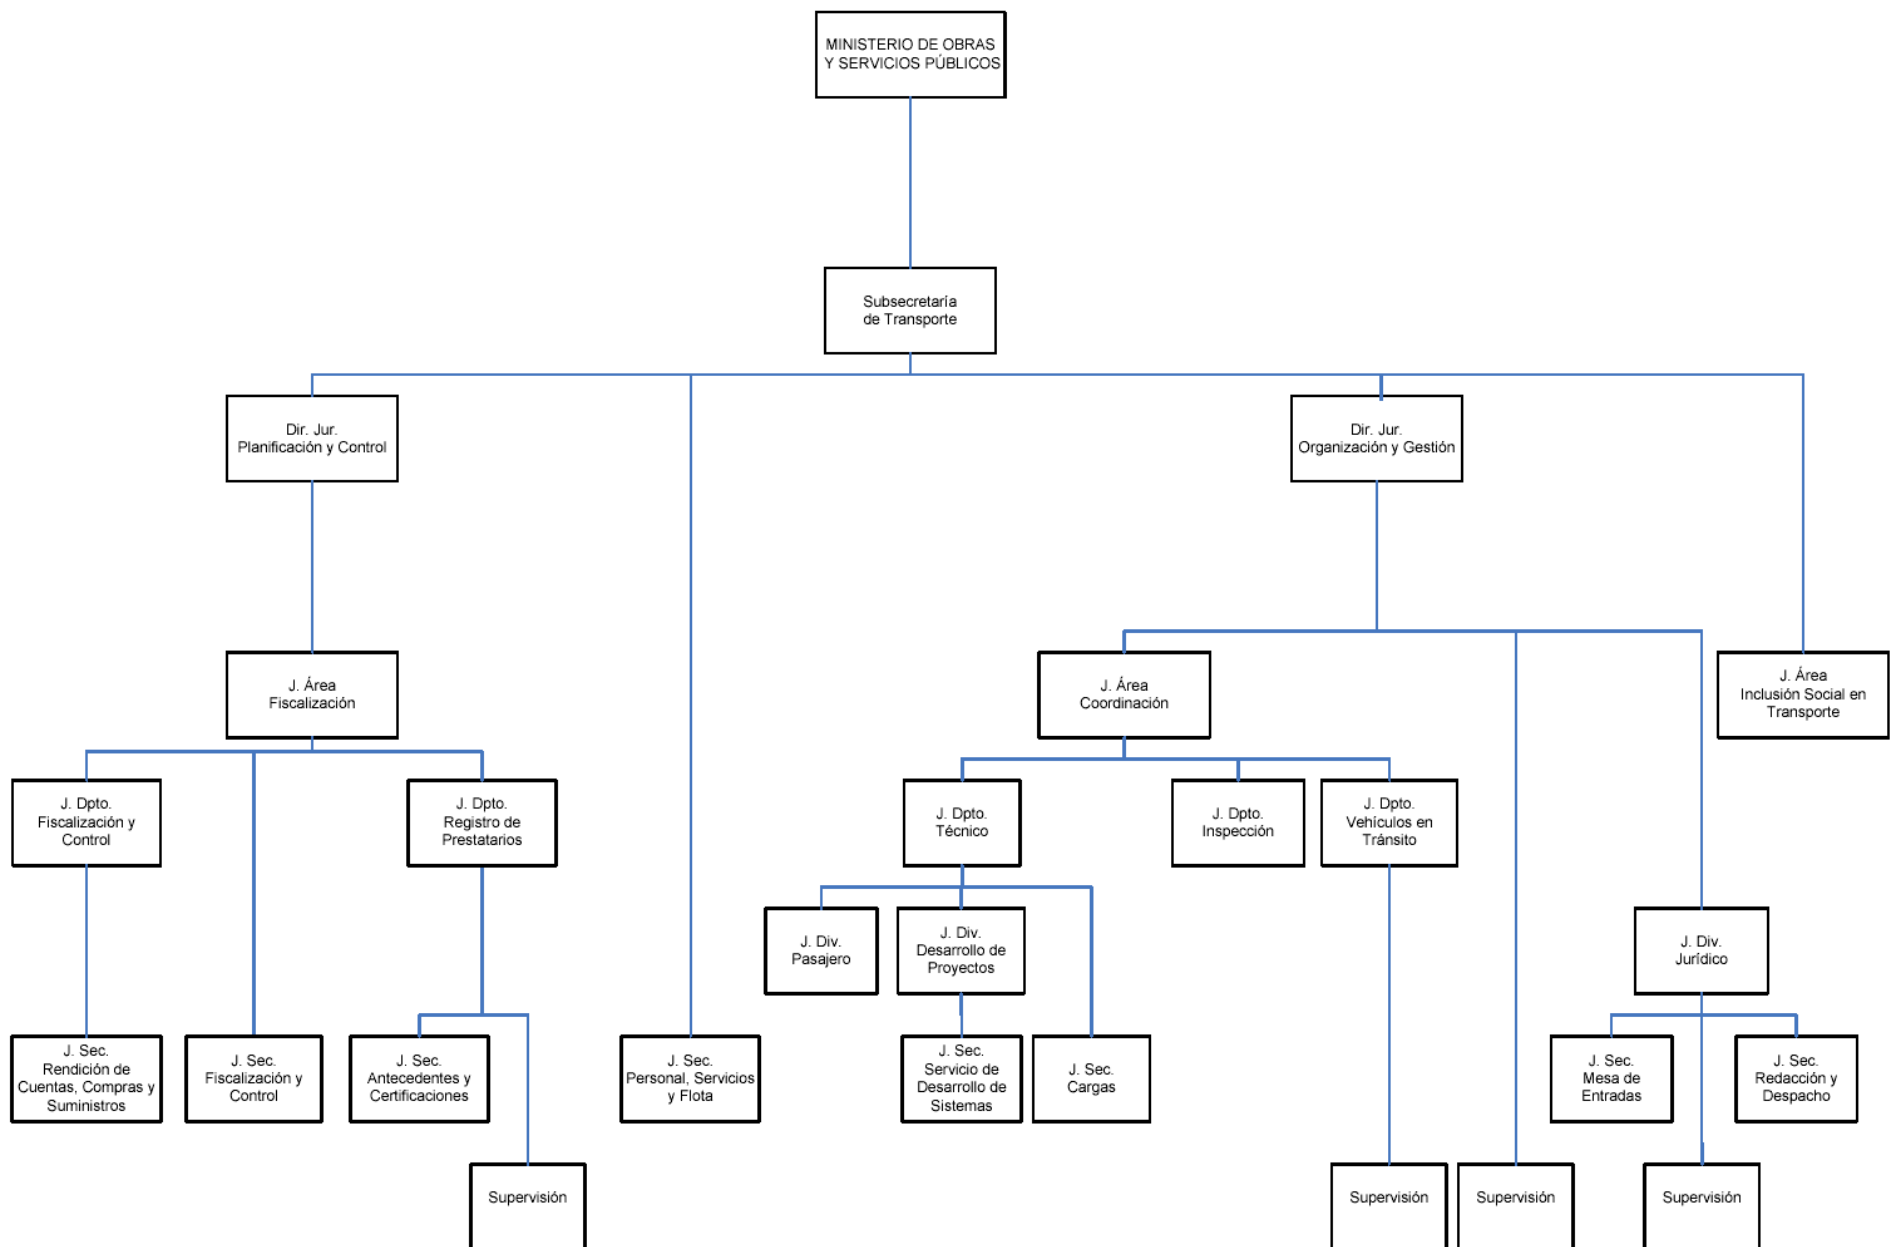 MINISTERIO DE OBRAS
Y SERVICIOS PÚBLICOS
Subsecretaría
de Transporte
Dir. Jur.
Planificación y Control
Dir. Jur.
Organización y Gestión
J. Área
Fiscalización
J. Área
Coordinación
J. Área
Inclusión Social en
Transporte
J. Dpto.
Fiscalización y
Control
J. Dpto.
Registro de
Prestatarios
J. Dpto.
Técnico
J. Dpto.
Inspección
J. Dpto.
Vehículos en
Tránsito
J. Div.
Pasajero
J. Div.
Desarrollo de
Proyectos
J. Div.
Jurídico
J. Sec.
Rendición de
Cuentas, Compras y
Suministros
J. Sec.
Fiscalización y
Control
J. Sec.
Antecedentes y
Certificaciones
J. Sec.
Personal, Servicios
y Flota
J. Sec.
Servicio de
Desarrollo de
Sistemas
J. Sec.
Cargas
J. Sec.
Mesa de
Entradas
J. Sec.
Redacción y
Despacho
Supervisión
Supervisión
Supervisión
Supervisión